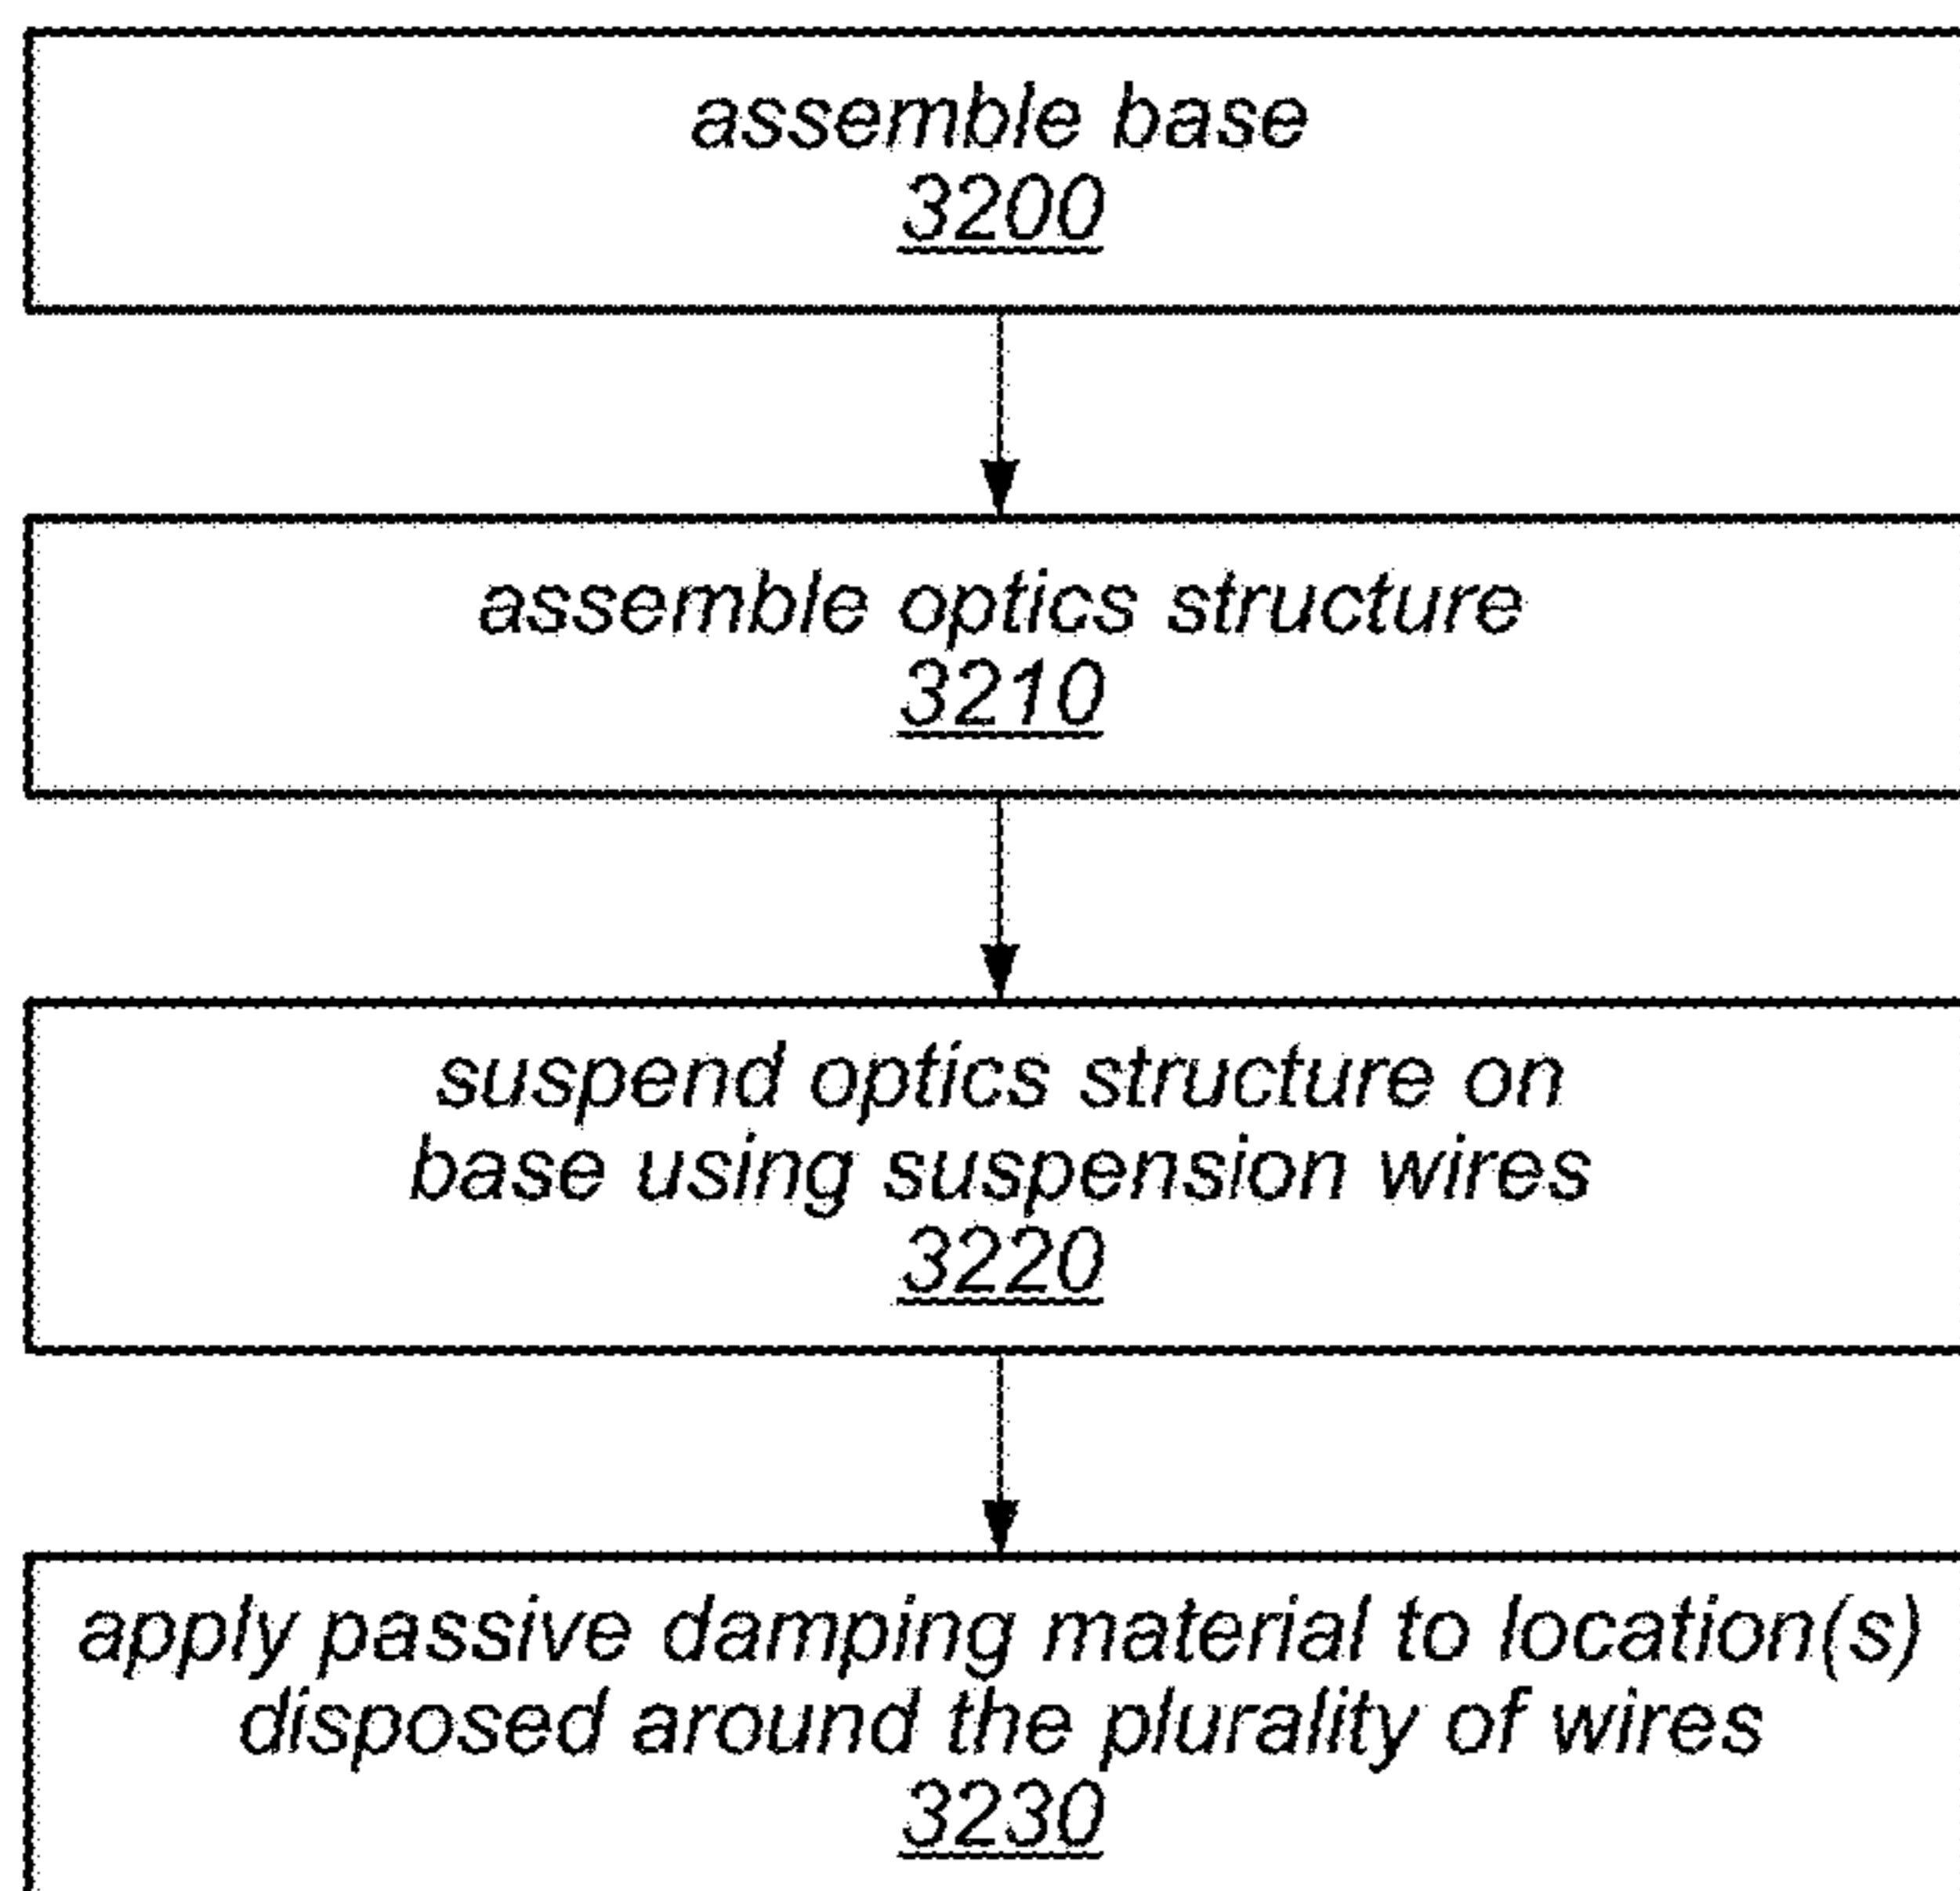 assemble base
3200
assemble optics structure
3210
suspend optics structure on
base using suspension wires
3220
apply passive damping material to location(s)
disposed around the plurality of wires
3230